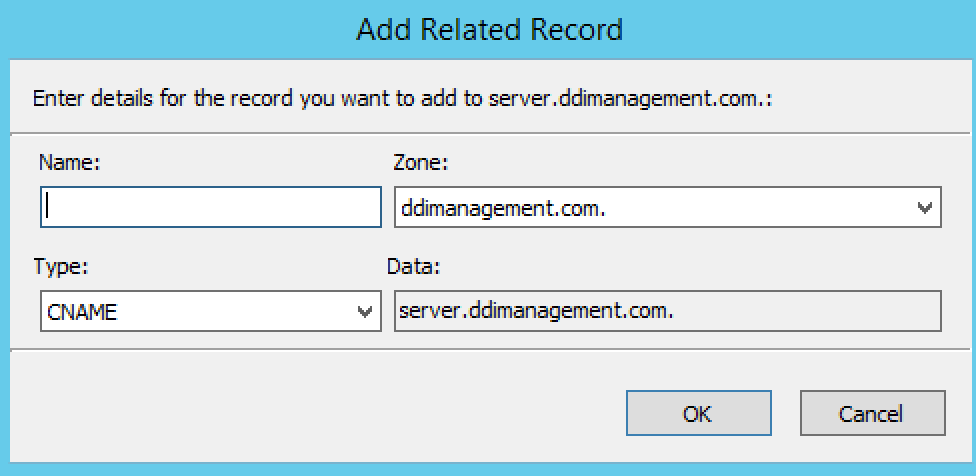 Add Related Record
Enter details for the record you want to add to server.ddimanagement.com.:
Name:
Zone:
ddimanagement.com.
Type:
Data:
CNAME
server.ddimanagement.com.
OK
Cancel